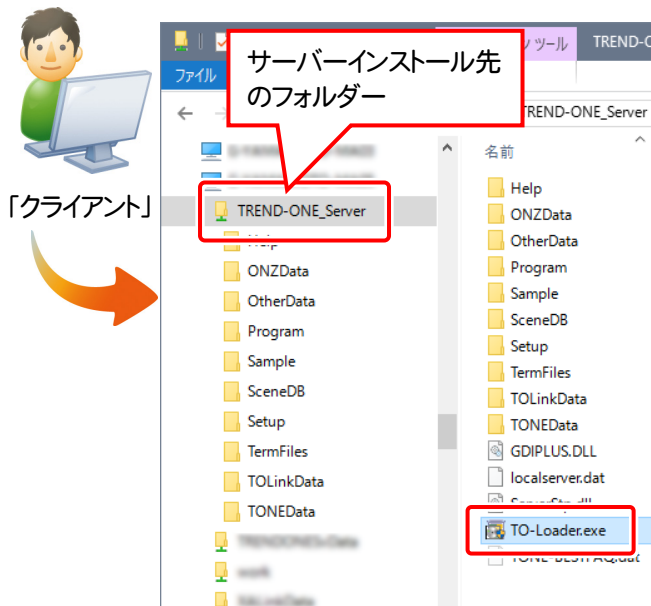 サーバーインストール先
のフォルダー
ツール
TREND-O
ファイル
TREND-ONE_Server
「クライアント」
TREND-ONE_Server
Help
ONZData
OtherData
Program
Sample
SceneDB
Setup
TermFiles
TOLinkData
TONEData
名前
Help
ONZData
OtherData
Program
Sample
SceneDB
Setup
TermFiles
TOLinkData
TONEData
GDIPLUS.DLL
localserver.dat
TO-Loader.exe